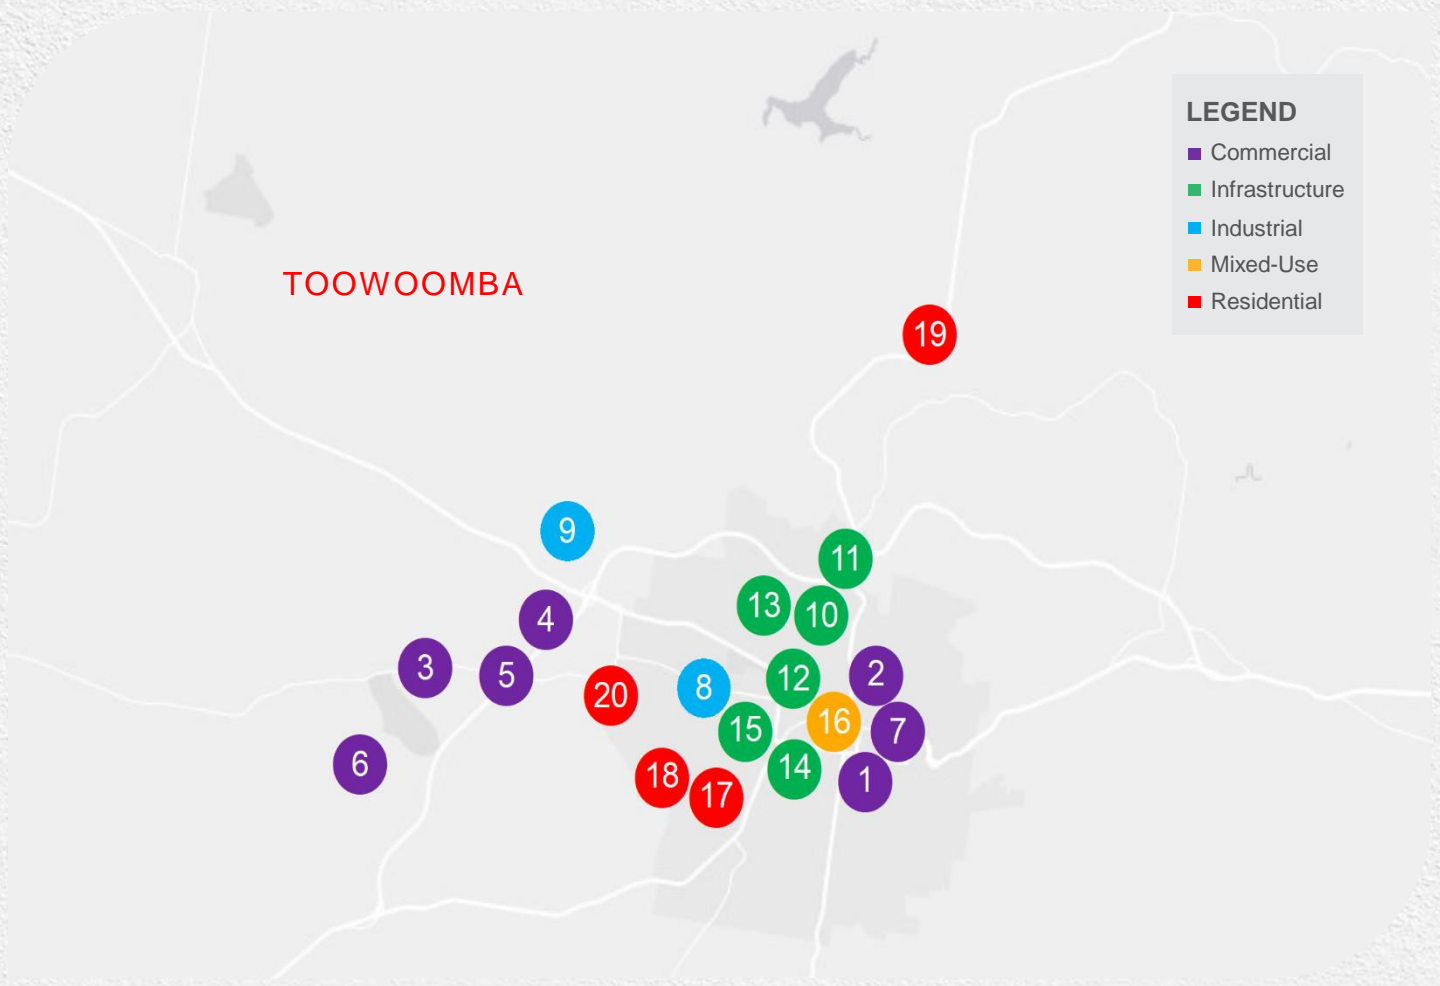 LEGEND
Commercial
Infrastructure
Industrial
Mixed-Use
Residential
TOOWOOMBA
19
9
11
13
10
4
3
5
20
8
12
2
15
16
7
6
18
17
14
1